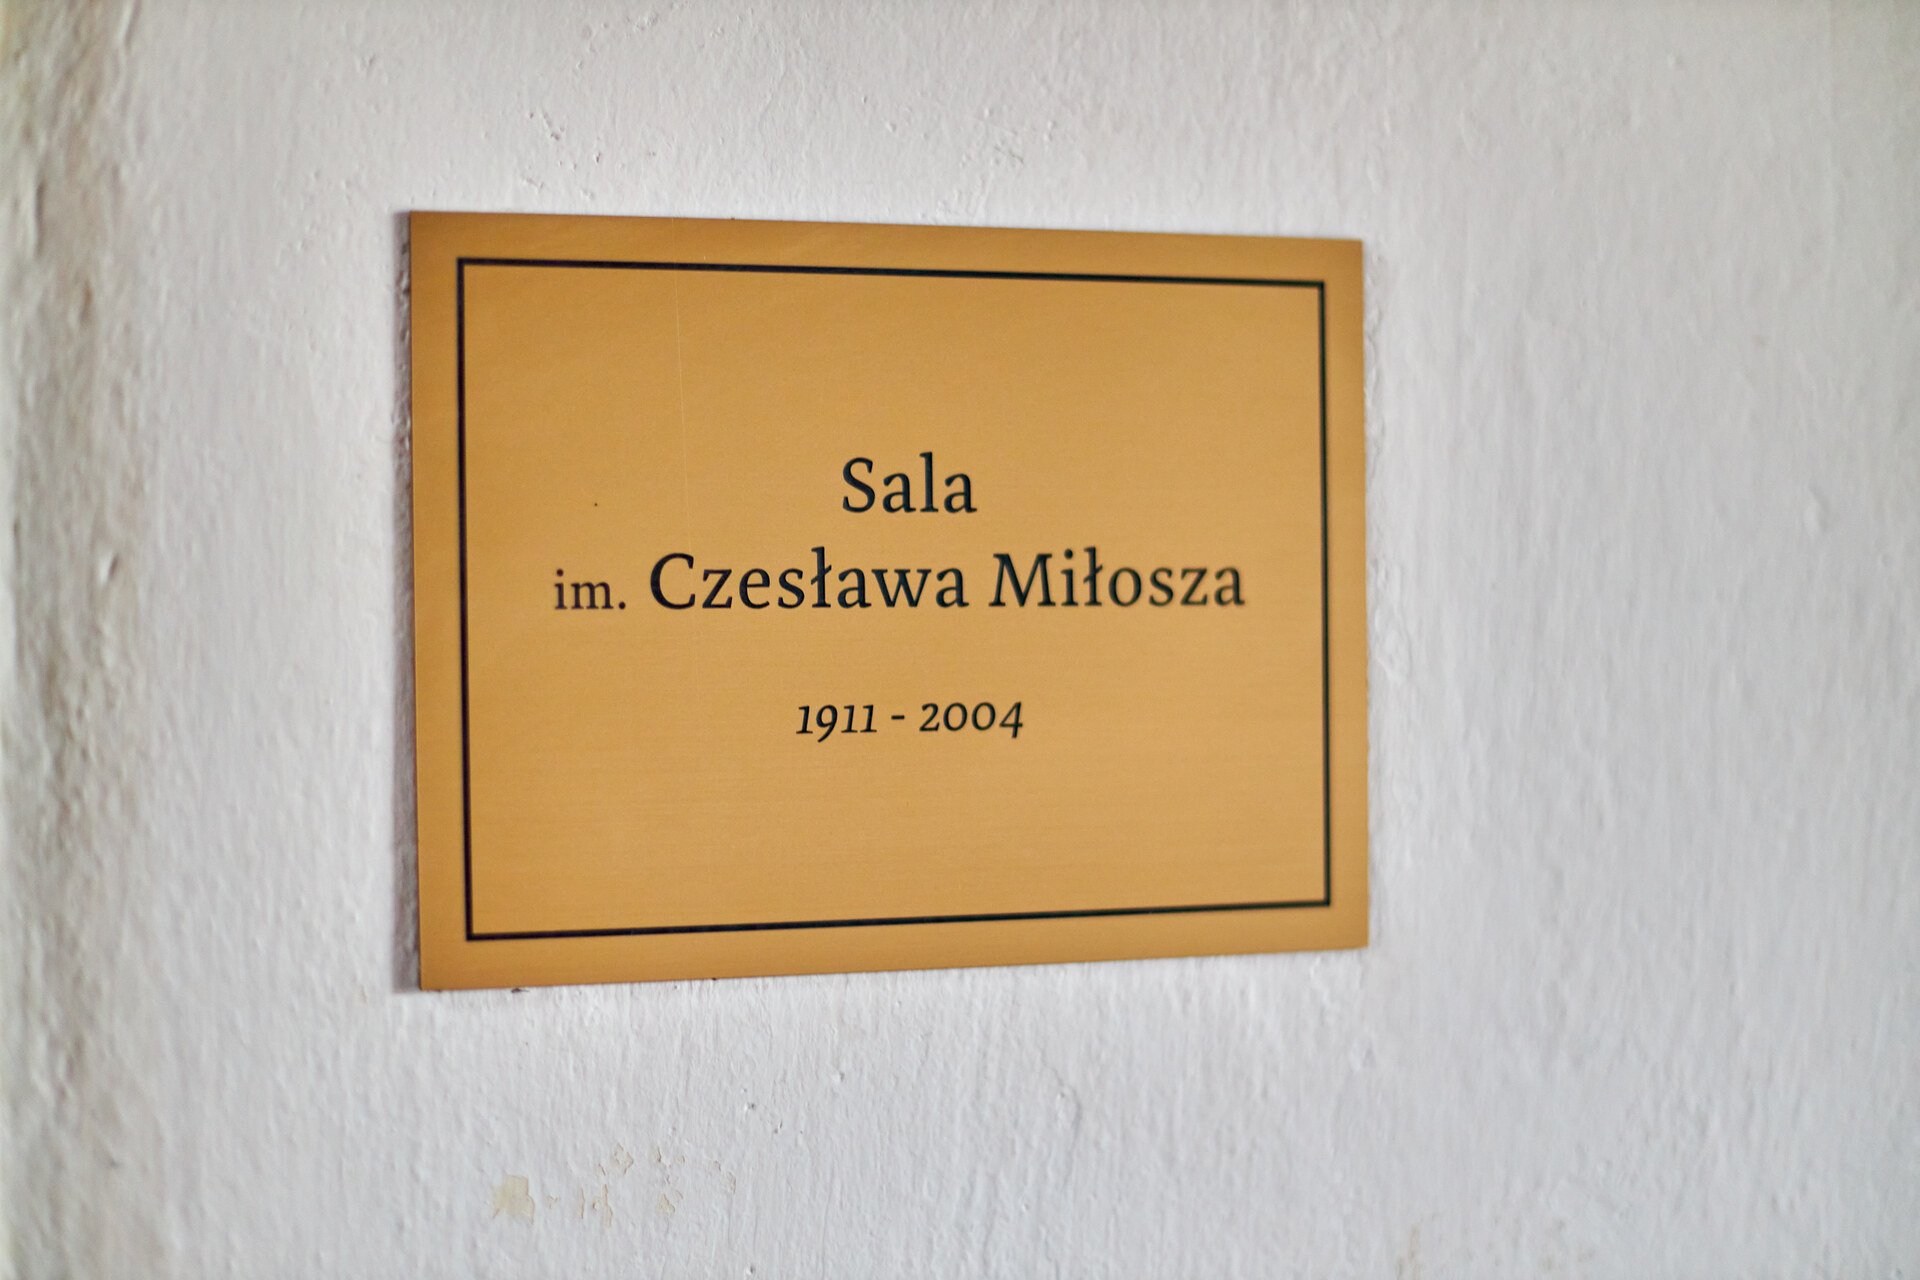 Sala
im. Czesława Miłosza
1911 - 2004